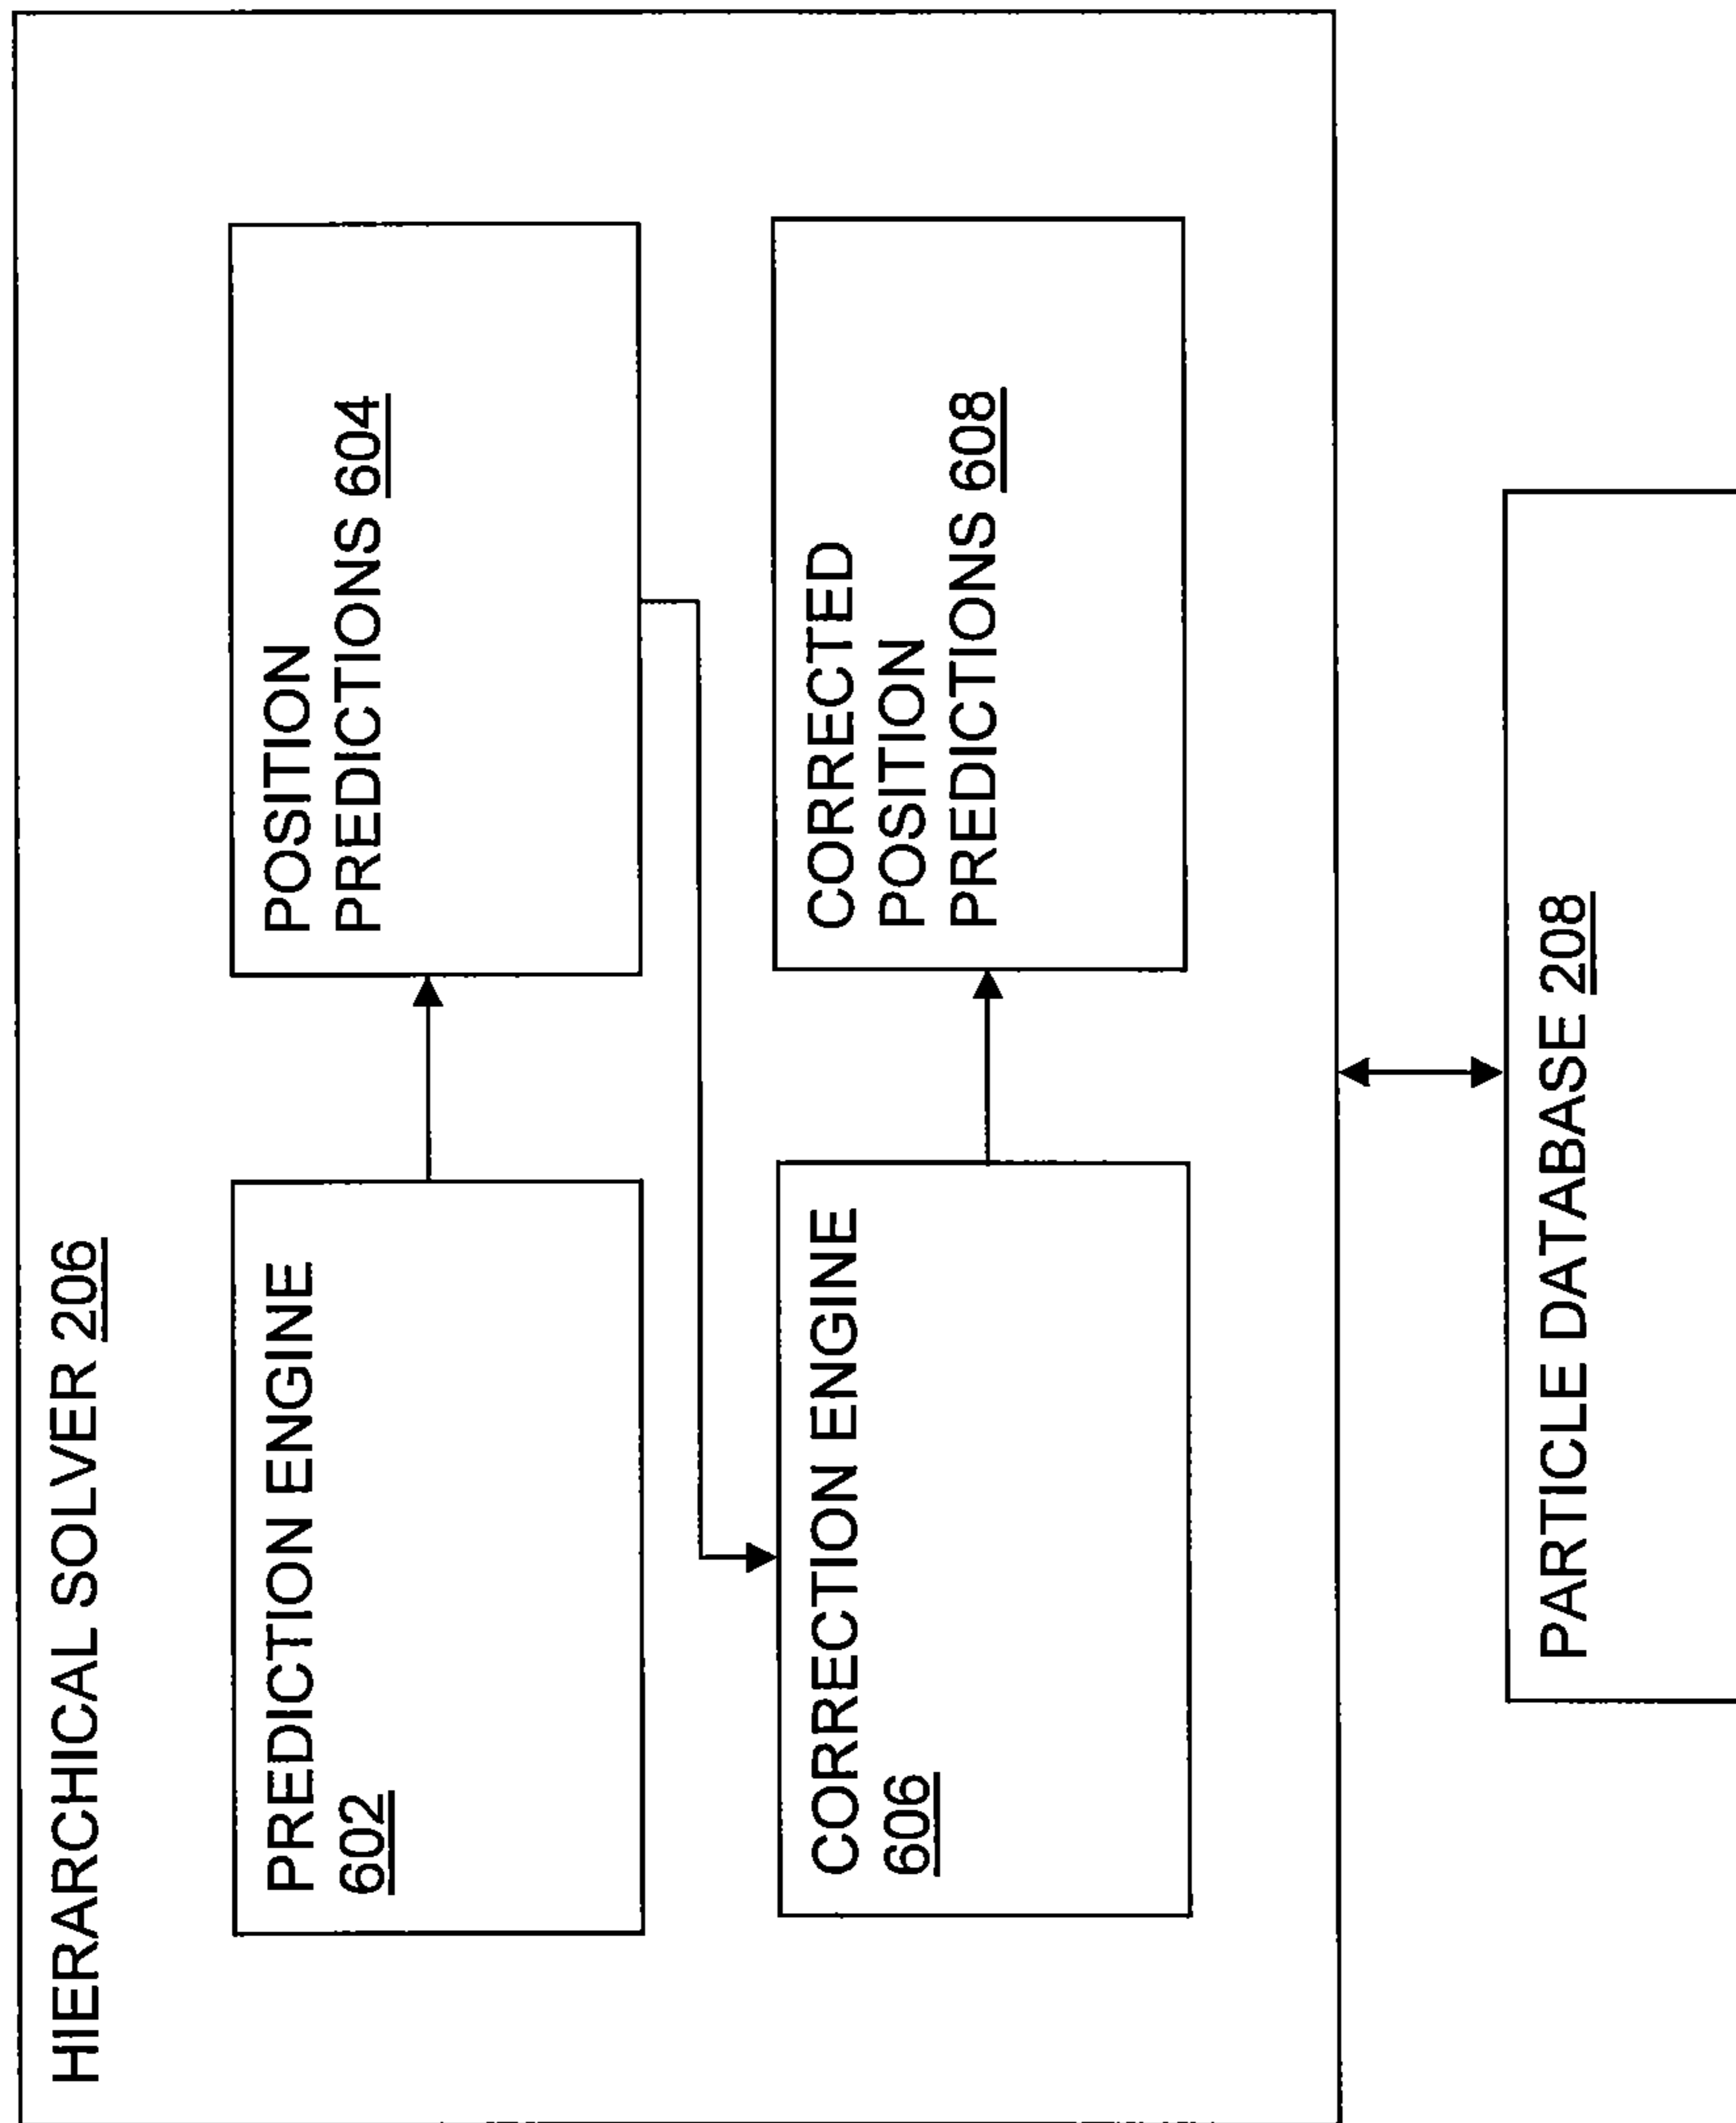 HIERARCHICAL SOLVER 206
PREDICTION ENGINE
602
POSITION
PREDICTIONS 604
CORRECTION ENGINE
606
CORRECTED
POSITION
PREDICTIONS 608
PARTICLE DATABASE 208